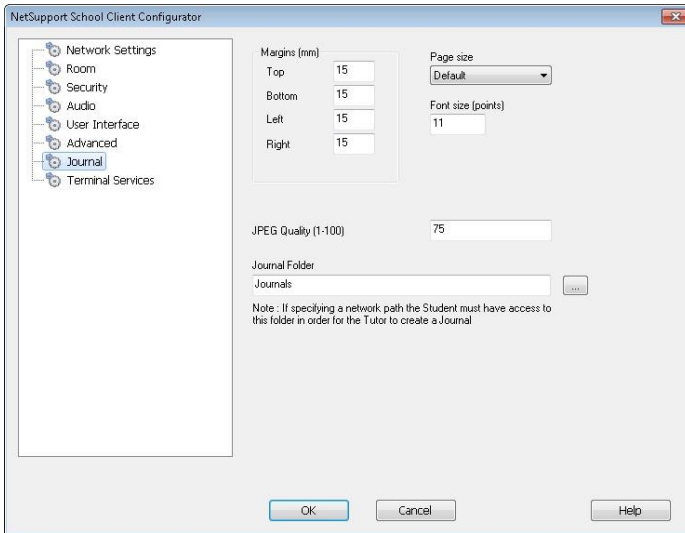 NetSupport School Client Configurator
Network Settings
Room
Security
Audio
User Interface
Advanced
Journal
Terminal Services
Margins (mm)
Top 15
Bottom 15
Left 15
Right 15
Page size
Default
Font size (points)
11
JPEG Quality (1-100) 75
Journal Folder
Journals
...
Note : If specifying a network path the Student must have access to
this folder in order for the Tutor to create a Journal
OK Cancel Help